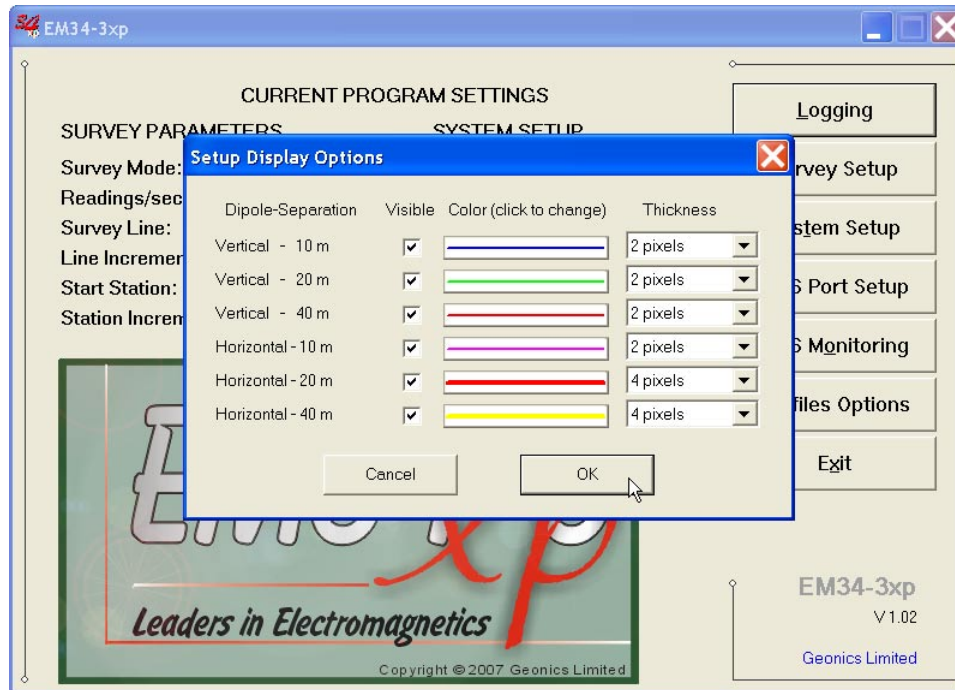 EM34-3xp
CURRENT PROGRAM SETTINGS
SURVEY PARAMETERS SYSTEM SETUP
Survey Mode:
Readings/sec
Survey Line:
Line Incremen
Start Station:
Station Increm
Setup Display Options
Dipole-Separation Visible Color (click to change) Thickness
Vertical - 10 m 2 pixels
Vertical - 20 m 2 pixels
Vertical - 40 m 2 pixels
Horizontal - 10 m 2 pixels
Horizontal - 20 m 4 pixels
Horizontal - 40 m 4 pixels
Cancel OK
Logging
rvey Setup
stem Setup
S Port Setup
S Monitoring
files Options
Exit
xp
Leaders in Electromagnetics
Copyright © 2007 Geonics Limited
EM34-3xp
V 1.02
Geonics Limited